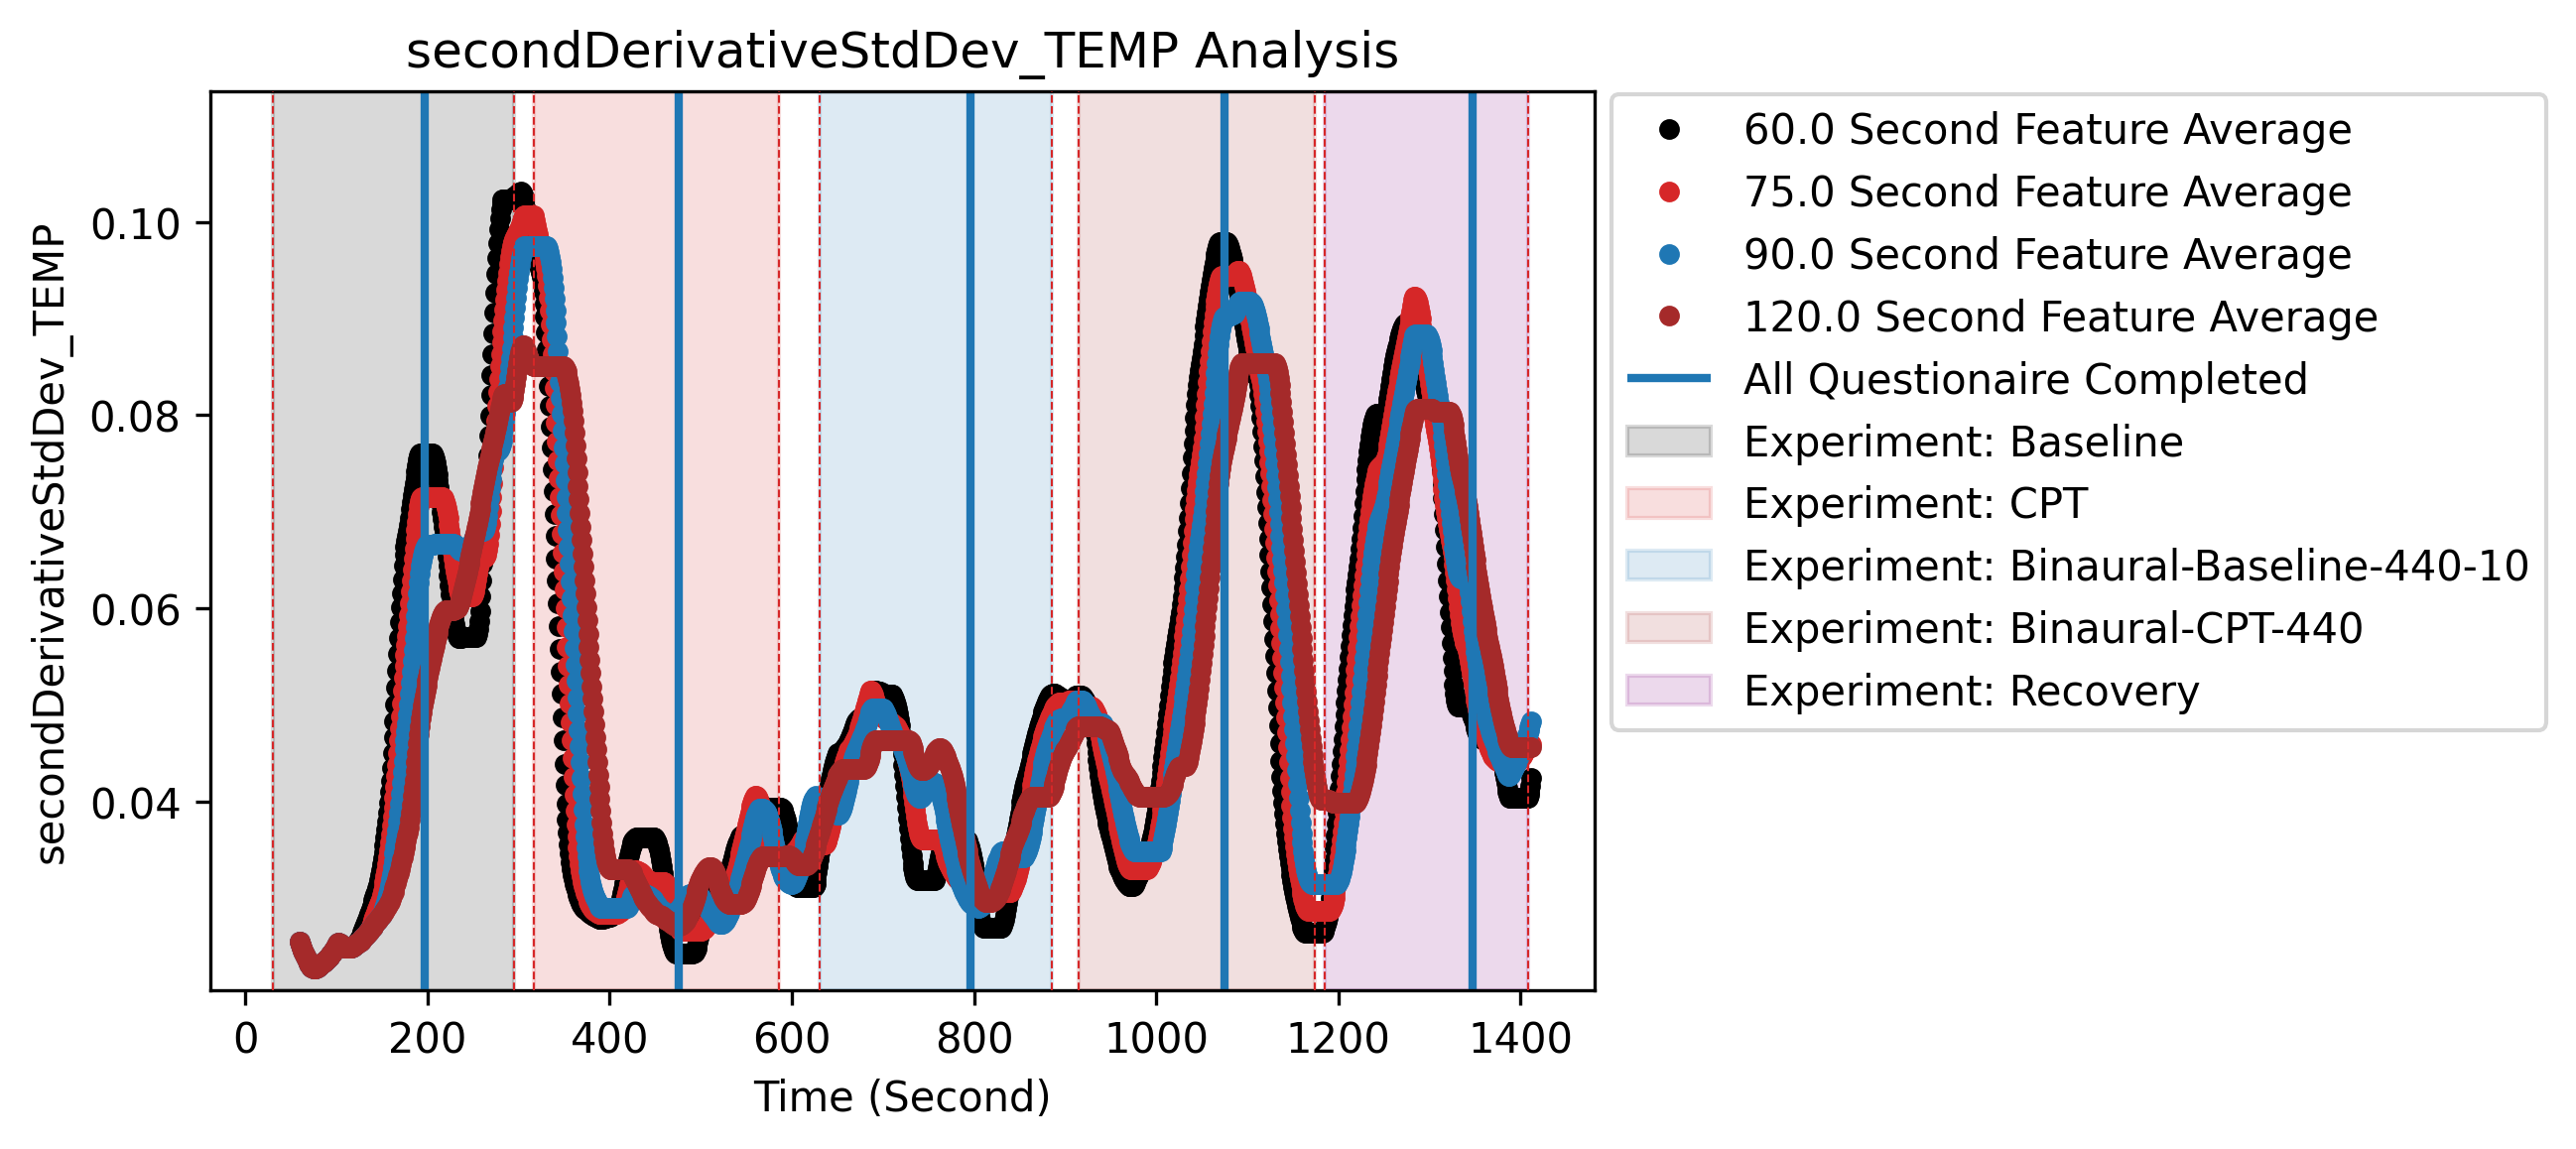 secondDerivativeStdDev_TEMP Analysis
secondDerivativeStdDev_TEMP
0.10
0.08
0.06
0.04
0 200 400 600 800 1000 1200 1400
Time (Second)
60.0 Second Feature Average
75.0 Second Feature Average
90.0 Second Feature Average
120.0 Second Feature Average
All Questionaire Completed
Experiment: Baseline
Experiment: CPT
Experiment: Binaural-Baseline-440-10
Experiment: Binaural-CPT-440
Experiment: Recovery